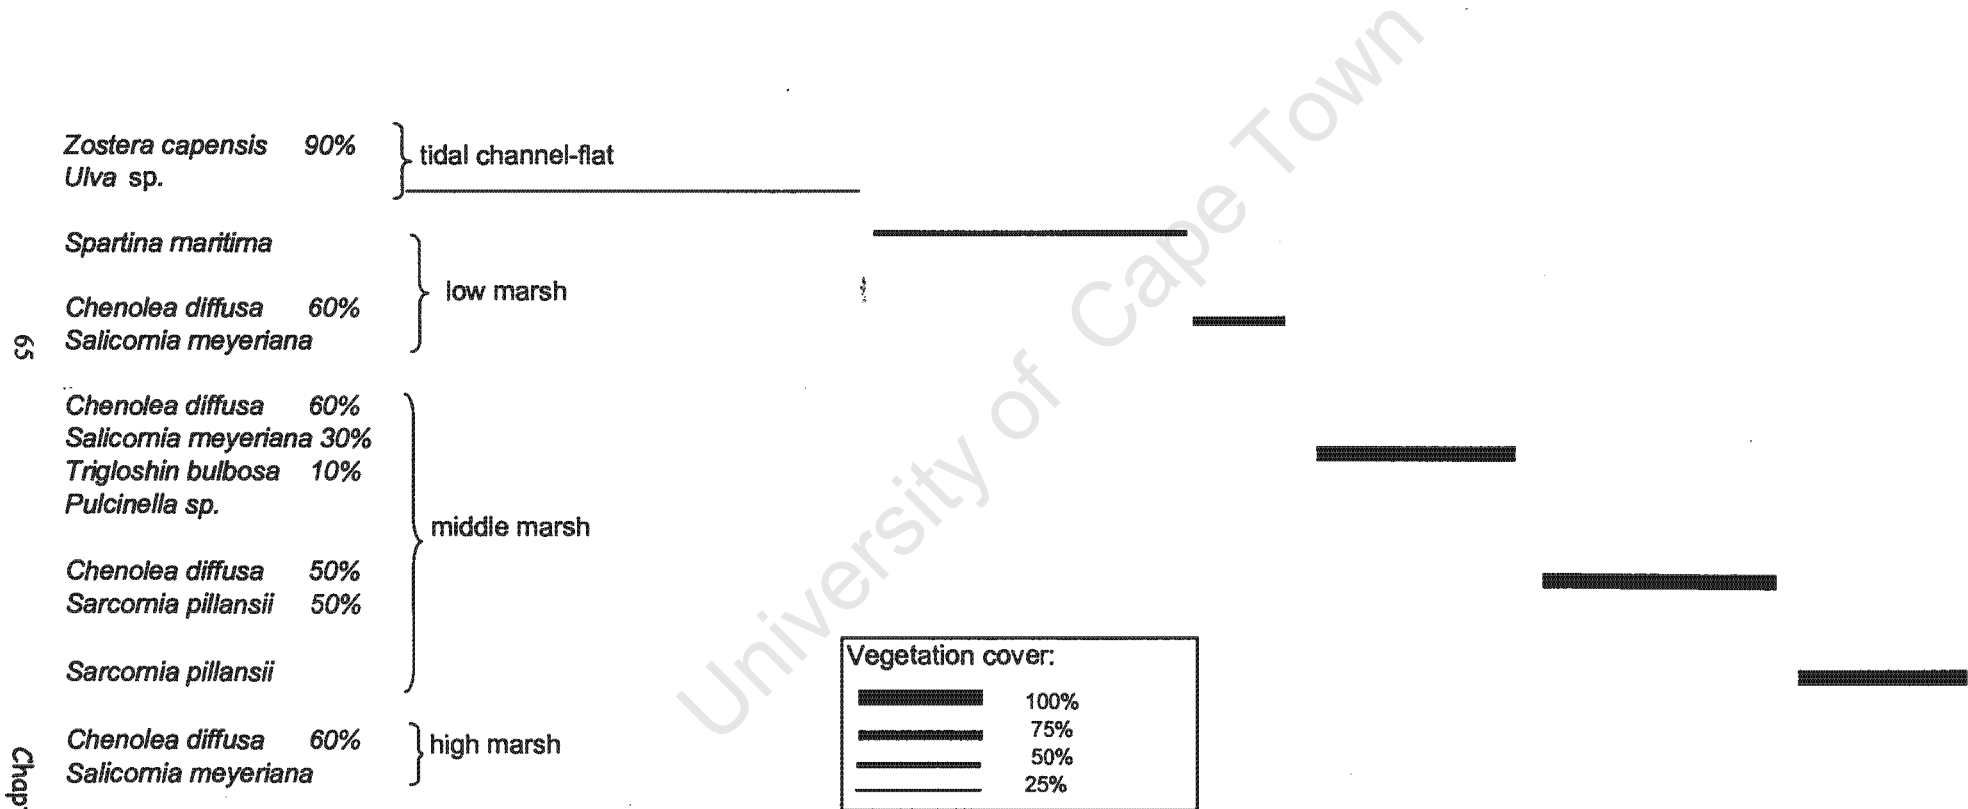 Zostera capensis 90%
Ulva sp.
tidal channel-flat
Spartina maritima
Chenolea diffusa 60%
Salicornia meyeriana
low marsh
Chenolea diffusa 60%
Salicornia meyeriana 30%
Trigloshin bulbosa 10%
Pulcinella sp.
Chenolea diffusa 50%
Sarcornia pillansii 50%
Sarcornia pillansii
middle marsh
Chenolea diffusa 60%
Salicornia meyeriana
high marsh
Vegetation cover:
100%
75%
50%
25%
65
Chap
University of Cape Town